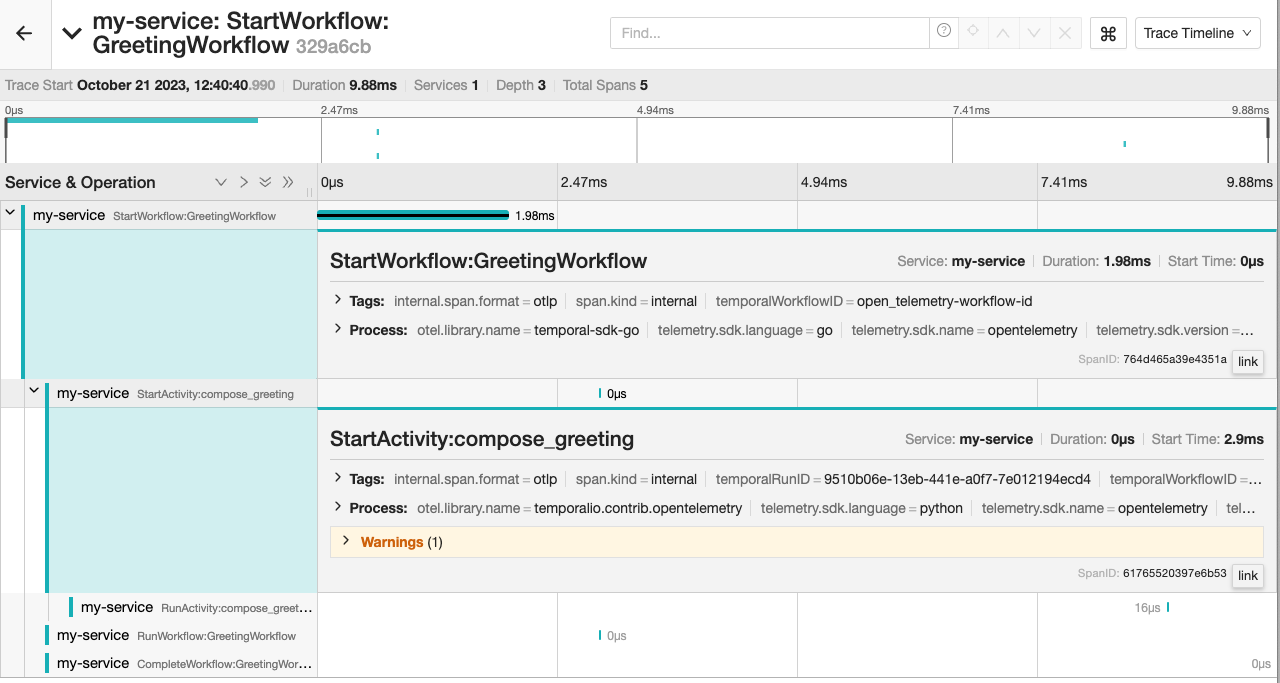 my-service: StartWorkflow:
GreetingWorkflow 329a6cb
Find...
Trace Timeline
Trace Start October 21 2023, 12:40:40.990 Duration 9.88ms Services 1 Depth 3 Total Spans 5
0μs 2.47ms 4.94ms 7.41ms 9.88ms
Service & Operation 0μs 2.47ms 4.94ms 7.41ms 9.88ms
my-service StartWorkflow:GreetingWorkflow 1.98ms
StartWorkflow:GreetingWorkflow Service: my-service Duration: 1.98ms Start Time: 0μs
Tags: internal.span.format = otlp span.kind = internal temporalWorkflowID = open_telemetry-workflow-id
Process: otel.library.name = temporal-sdk-go telemetry.sdk.language = go telemetry.sdk.name = opentelemetry telemetry.sdk.version =...
SpanID: 764d465a39e4351a link
my-service StartActivity:compose_greeting 0μs
StartActivity:compose_greeting Service: my-service Duration: 0μs Start Time: 2.9ms
Tags: internal.span.format = otlp span.kind = internal temporalRunID = 9510b06e-13eb-441e-a0f7-7e012194ecd4 temporalWorkflowID =...
Process: otel.library.name = temporalio.contrib.opentelemetry telemetry.sdk.language = python telemetry.sdk.name = opentelemetry tel...
Warnings (1)
SpanID: 61765520397e6b53 link
my-service RunActivity:compose_greet... 16μs
my-service RunWorkflow:GreetingWorkflow 0μs
my-service CompleteWorkflow:GreetingWor... 0μs